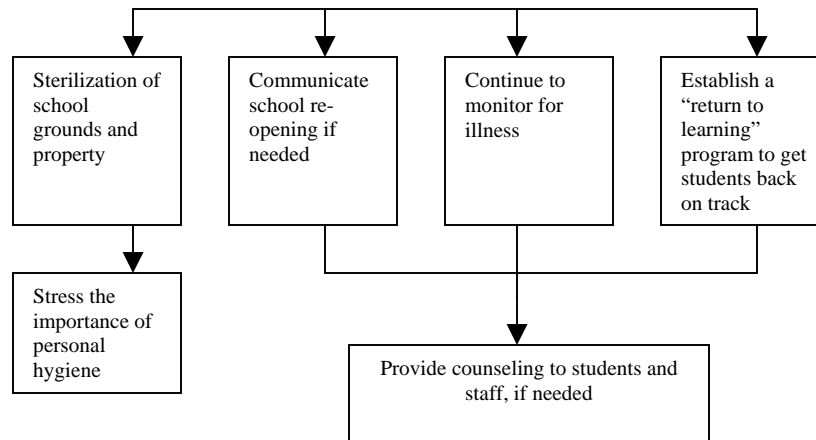 Sterilization of
school
grounds and
property
Communicate
school re-
opening if
needed
Continue to
monitor for
illness
Establish a
“return to
learning”
program to get
students back
on track
Stress the
importance of
personal
hygiene
Provide counseling to students and
staff, if needed